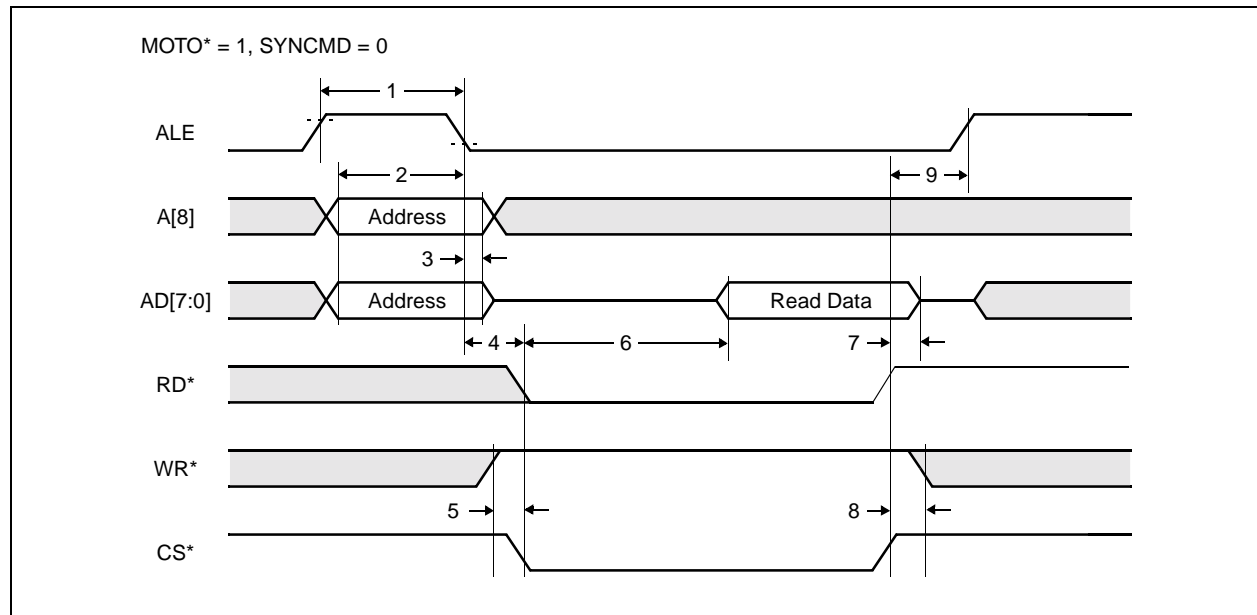 MOTO* = 1, SYNCMD = 0
1
ALE
9
2
A[8]
Address
3
AD[7:0]
Address
Read Data
4
6
7
RD*
WR*
5
8
CS*